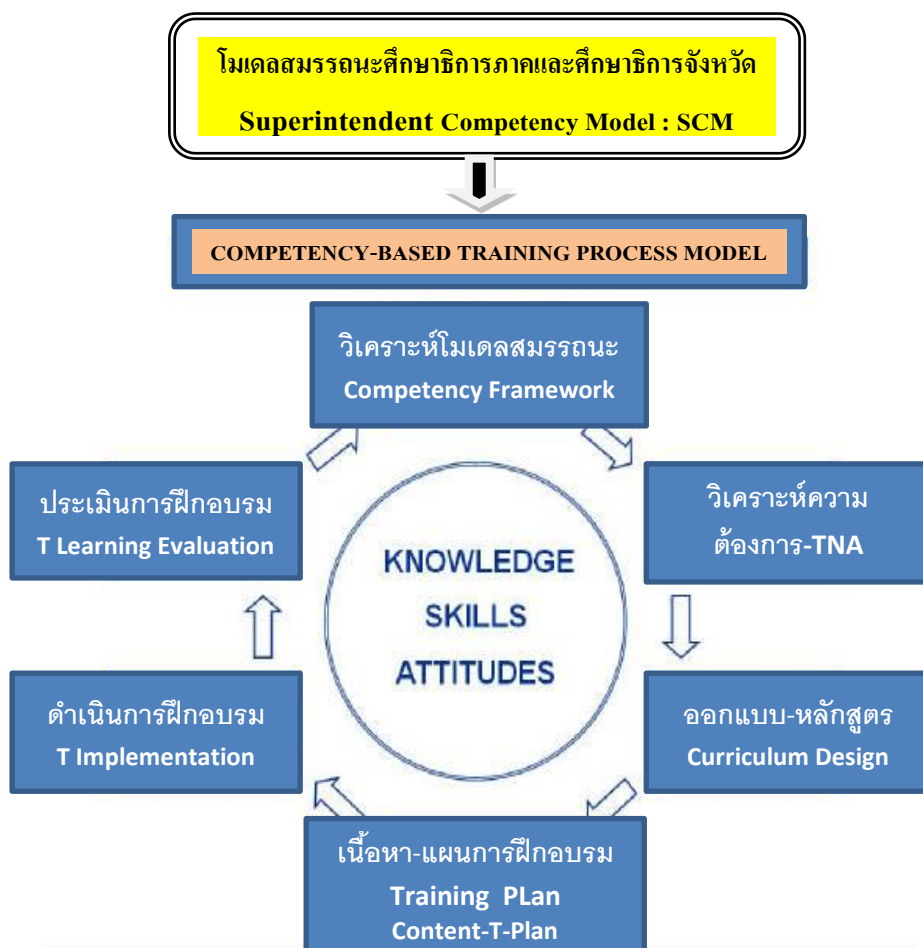 โมเดลสมรรถนะศึกษาธิการภาคและศึกษาธิการจังหวัด
Superintendent Competency Model : SCM
COMPETENCY-BASED TRAINING PROCESS MODEL
วิเคราะห์โมเดลสมรรถนะ
Competency Framework
วิเคราะห์ความ
ต้องการ-TNA
ออกแบบ-หลักสูตร
Curriculum Design
เนื้อหา-แผนการฝึกอบรม
Training PLan
Content-T-Plan
ดำเนินการฝึกอบรม
T Implementation
ประเมินการฝึกอบรม
T Learning Evaluation
KNOWLEDGE
SKILLS
ATTITUDES